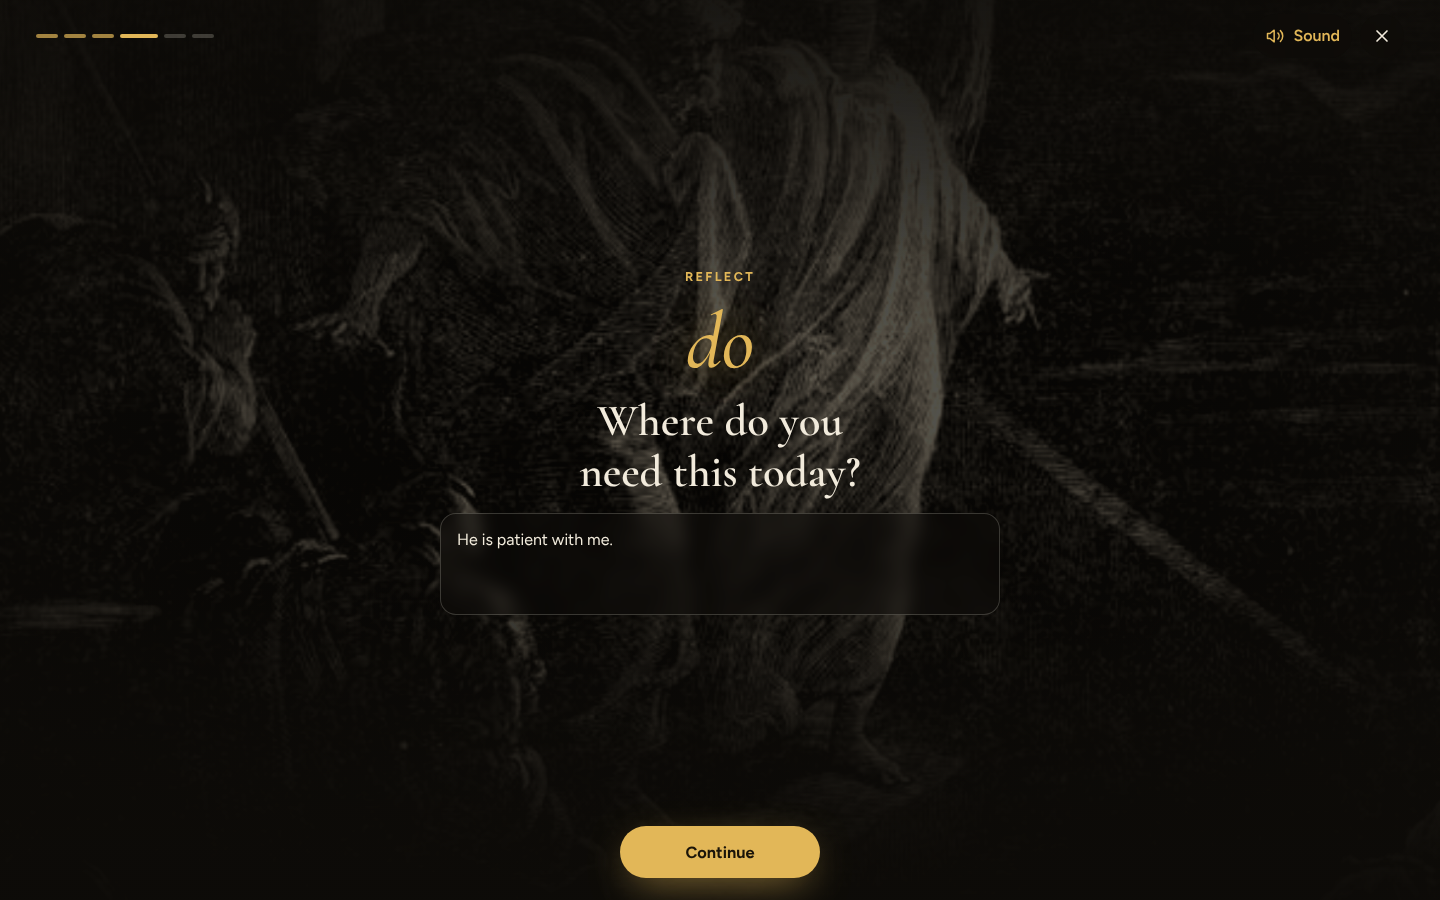 Sound
REFLECT
do
Where do you
need this today?
He is patient with me.
Continue